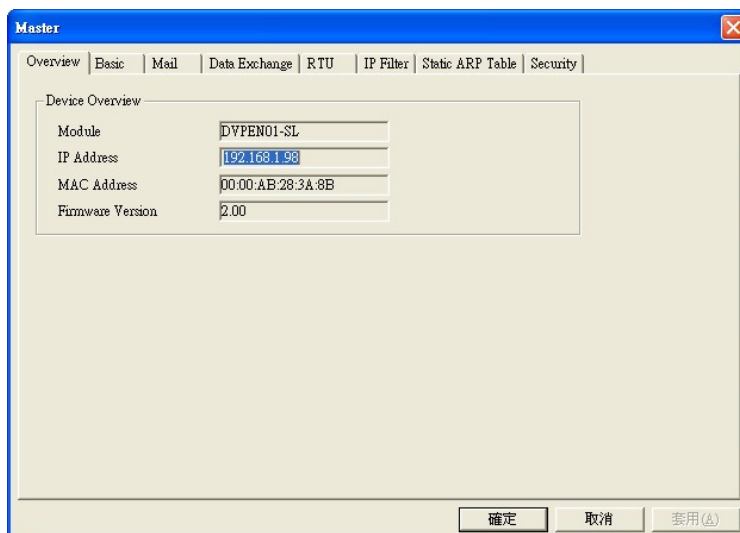 Master
Overview Basic Mail Data Exchange RTU IP Filter Static ARP Table Security
Device Overview
Module DVPEN01-SL
IP Address 192.168.1.98
MAC Address 00:00:AB:28:3A:8B
Firmware Version 2.00
確定 取消 套用(A)